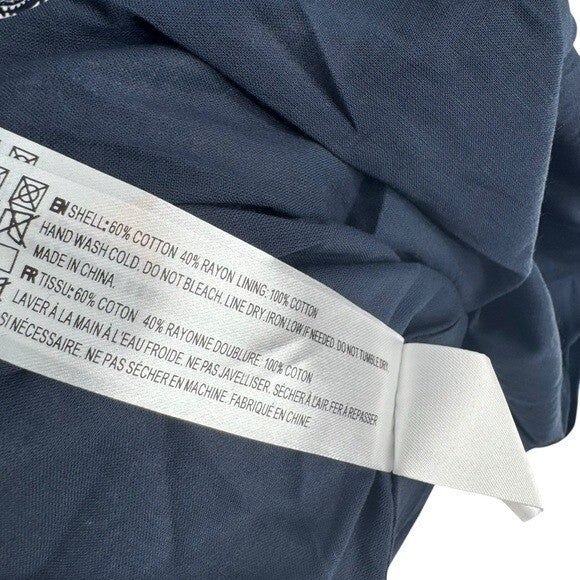 EN SHELL: 60% COTTON 40% RAYON LINING: 100% COTTON
HAND WASH COLD. DO NOT BLEACH. LINE DRY. IRON LOW IF NEEDED. DO NOT TUMBLE DRY.
MADE IN CHINA.
FR TISSU: 60% COTON 40% RAYONNE DOUBLURE: 100% COTON
LAVER À LA MAIN À L'EAU FROIDE. NE PAS JAVELLISER. SÉCHER À L'AIR. FER À REPASSER
SI NÉCESSAIRE. NE PAS SÉCHER EN MACHINE. FABRIQUÉ EN CHINE